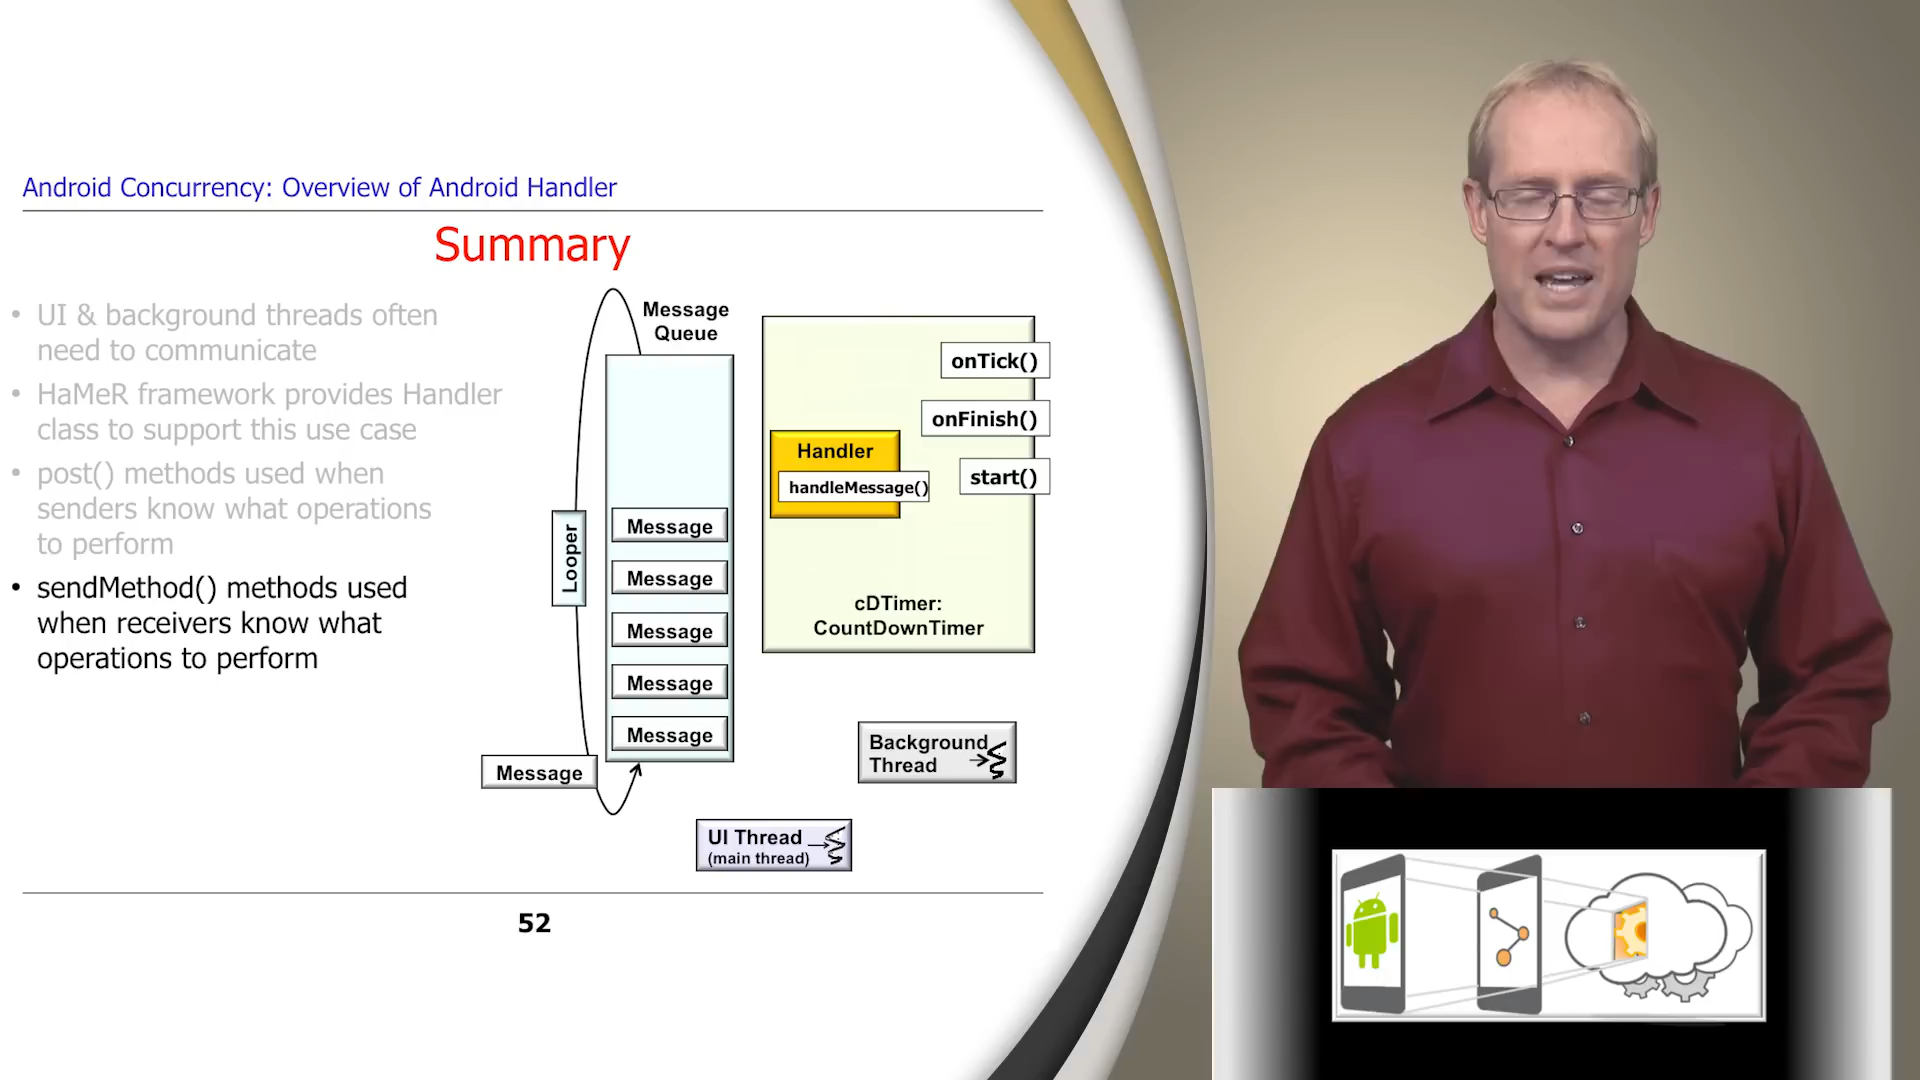 Android Concurrency: Overview of Android Handler
Summary
• UI & background threads often
need to communicate
• HaMeR framework provides Handler
class to support this use case
• post() methods used when
senders know what operations
to perform
• sendMethod() methods used
when receivers know what
operations to perform
Message
Queue
Looper
Message
Message
Message
Message
Message
Message
onTick()
onFinish()
start()
Handler
handleMessage()
cDTimer:
CountDownTimer
Background
Thread
UI Thread
(main thread)
52